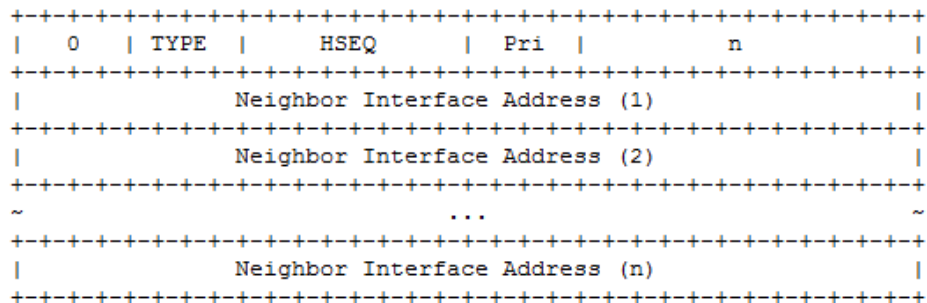 +-+-+-+-+-+-+-+-+-+-+-+-+-+-+-+-+-+-+-+-+-+-+-+-+-+-+-+-+-+-+-+-+
|   0   | TYPE  |     HSEQ      |  Pri  |          n            |
+-+-+-+-+-+-+-+-+-+-+-+-+-+-+-+-+-+-+-+-+-+-+-+-+-+-+-+-+-+-+-+-+
|               Neighbor Interface Address (1)                  |
+-+-+-+-+-+-+-+-+-+-+-+-+-+-+-+-+-+-+-+-+-+-+-+-+-+-+-+-+-+-+-+-+
|               Neighbor Interface Address (2)                  |
+-+-+-+-+-+-+-+-+-+-+-+-+-+-+-+-+-+-+-+-+-+-+-+-+-+-+-+-+-+-+-+-+
~                              ...                              ~
+-+-+-+-+-+-+-+-+-+-+-+-+-+-+-+-+-+-+-+-+-+-+-+-+-+-+-+-+-+-+-+-+
|               Neighbor Interface Address (n)                  |
+-+-+-+-+-+-+-+-+-+-+-+-+-+-+-+-+-+-+-+-+-+-+-+-+-+-+-+-+-+-+-+-+